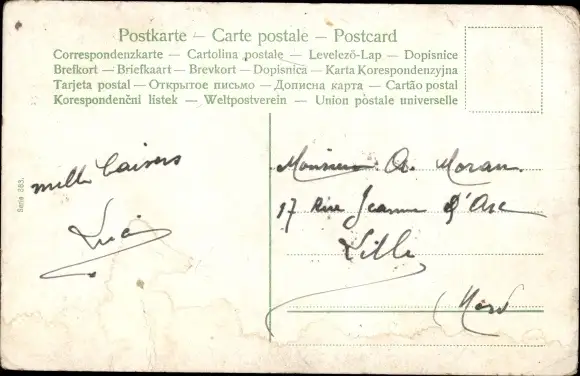 Postkarte — Carte postale — Postcard
Correspondenzkarte — Cartolina postale — Levelező-Lap — Dopisnice
Brefkort — Briefkaart — Brevkort — Dopisnica — Karta Korespondenzyjna
Tarjeta postal — Открытое письмо — Дописна карта — Cartão postal
Korespondenční listek — Weltpostverein — Union postale universelle
Serie 383.
mille baisers
Monsieur A. Moran
17 Rue Jeanne d'Arc
Lille
(Nord